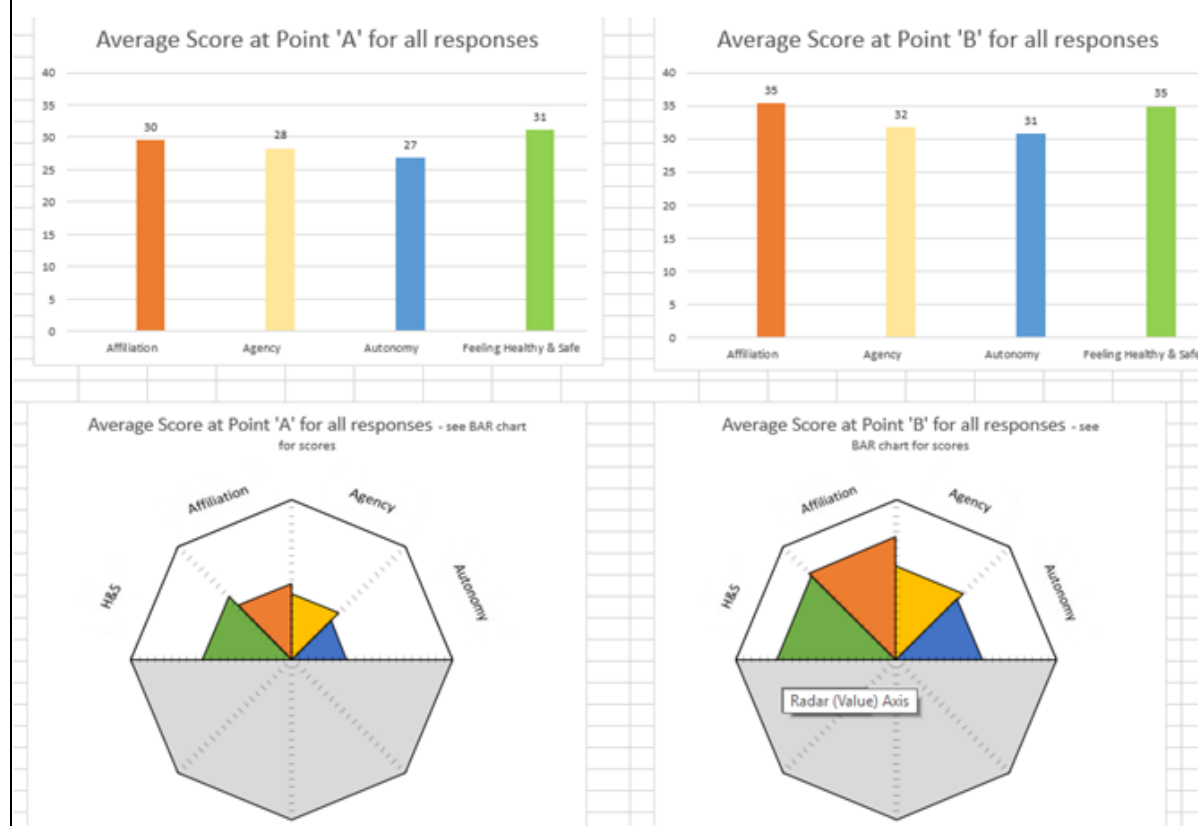 Average Score at Point 'A' for all responses
40
35
30
25
20
15
10
5
0
30
28
27
31
Affiliation
Agency
Autonomy
Feeling Healthy & Safe
Average Score at Point 'B' for all responses
40
35
30
25
20
15
10
5
0
35
32
31
35
Affiliation
Agency
Autonomy
Feeling Healthy & Safe
Average Score at Point 'A' for all responses - see BAR chart
for scores
H&S
Affiliation
Agency
Autonomy
Average Score at Point 'B' for all responses - see
BAR chart for scores
H&S
Affiliation
Agency
Autonomy
Radar (Value) Axis